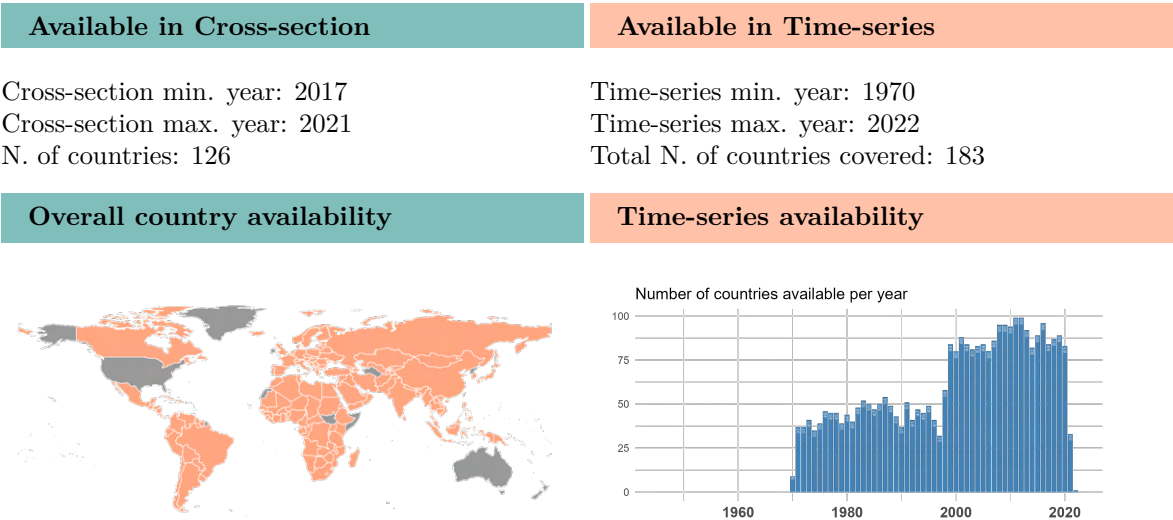 Available in Cross-section
Cross-section min. year: 2017
Cross-section max. year: 2021
N. of countries: 126
Available in Time-series
Time-series min. year: 1970
Time-series max. year: 2022
Total N. of countries covered: 183
Overall country availability
Time-series availability
Number of countries available per year
100
75
50
25
0
1960 1980 2000 2020